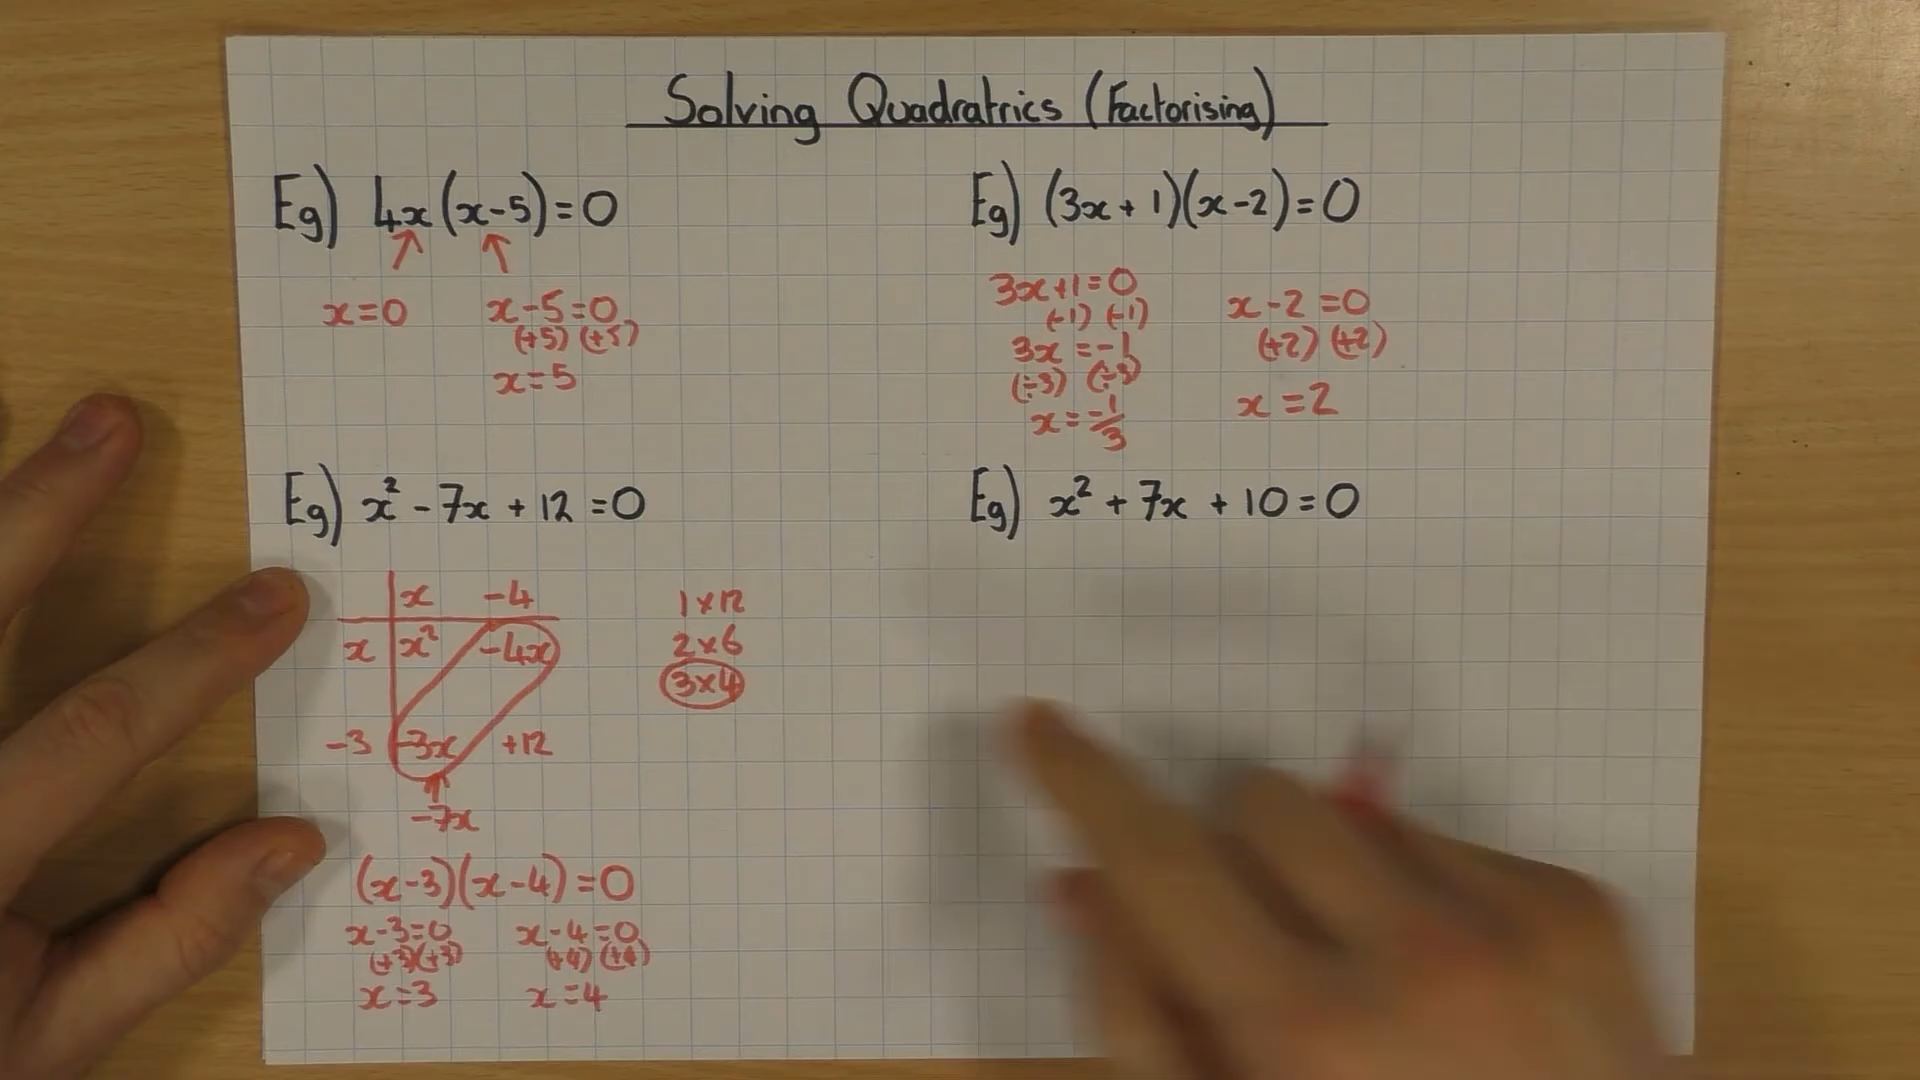 Solving Quadratrics (Factorising)
Eg) 4x(x-5)=0
x=0
x-5=0
(+5) (+5)
x=5
Eg) (3x+1)(x-2)=0
3x+1=0
(-1) (-1)
3x=-1
(÷3) (÷3)
x=-1/3
x-2=0
(+2) (+2)
x=2
Eg) x²-7x+12=0
x -4
x x² -4x
-3 -3x +12
-7x
1×12
2×6
3×4
(x-3)(x-4)=0
x-3=0 x-4=0
(+3)(+3) (+4) (+4)
x=3 x=4
Eg) x²+7x+10=0